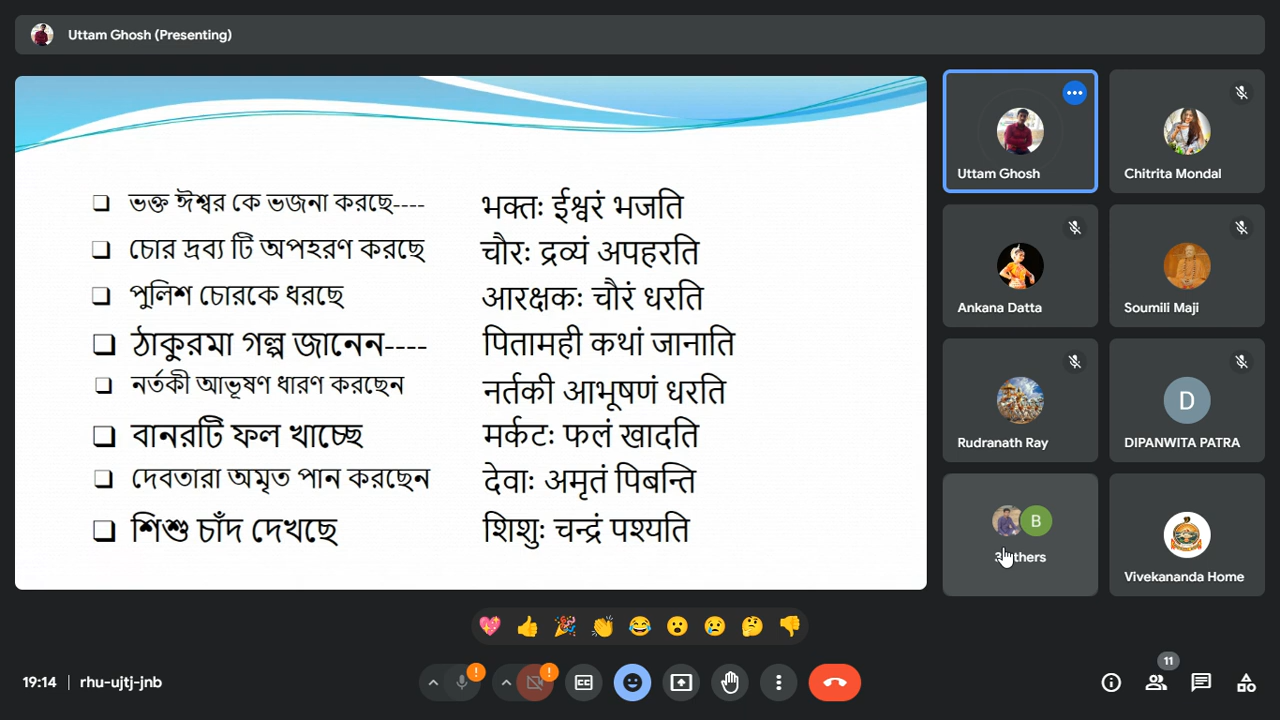 Uttam Ghosh (Presenting)
ভক্ত ঈশ্বর কে ভজনা করছে---- भक्तः ईश्वरं भजति
চোর দ্রব্য টি অপহরণ করছে चौरः द्रव्यं अपहरति
পুলিশ চোরকে ধরছে आरक्षकः चौरं धरति
ঠাকুরমা গল্প জানেন---- पितामही कथां जानाति
নর্তকী আভূষণ ধারণ করছেন नर्तकी आभूषणं धरति
বানরটি ফল খাচ্ছে मर्कटः फलं खादति
দেবতারা অমৃত পান করছেন देवाः अमृतं पिबन्ति
শিশু চাঁদ দেখছে शिशुः चन्द्रं पश्यति
Uttam Ghosh
Chitrita Mondal
Ankana Datta
Soumili Maji
Rudranath Ray
D
DIPANWITA PATRA
B
3 others
Vivekananda Home
19:14 | rhu-ujtj-jnb
11